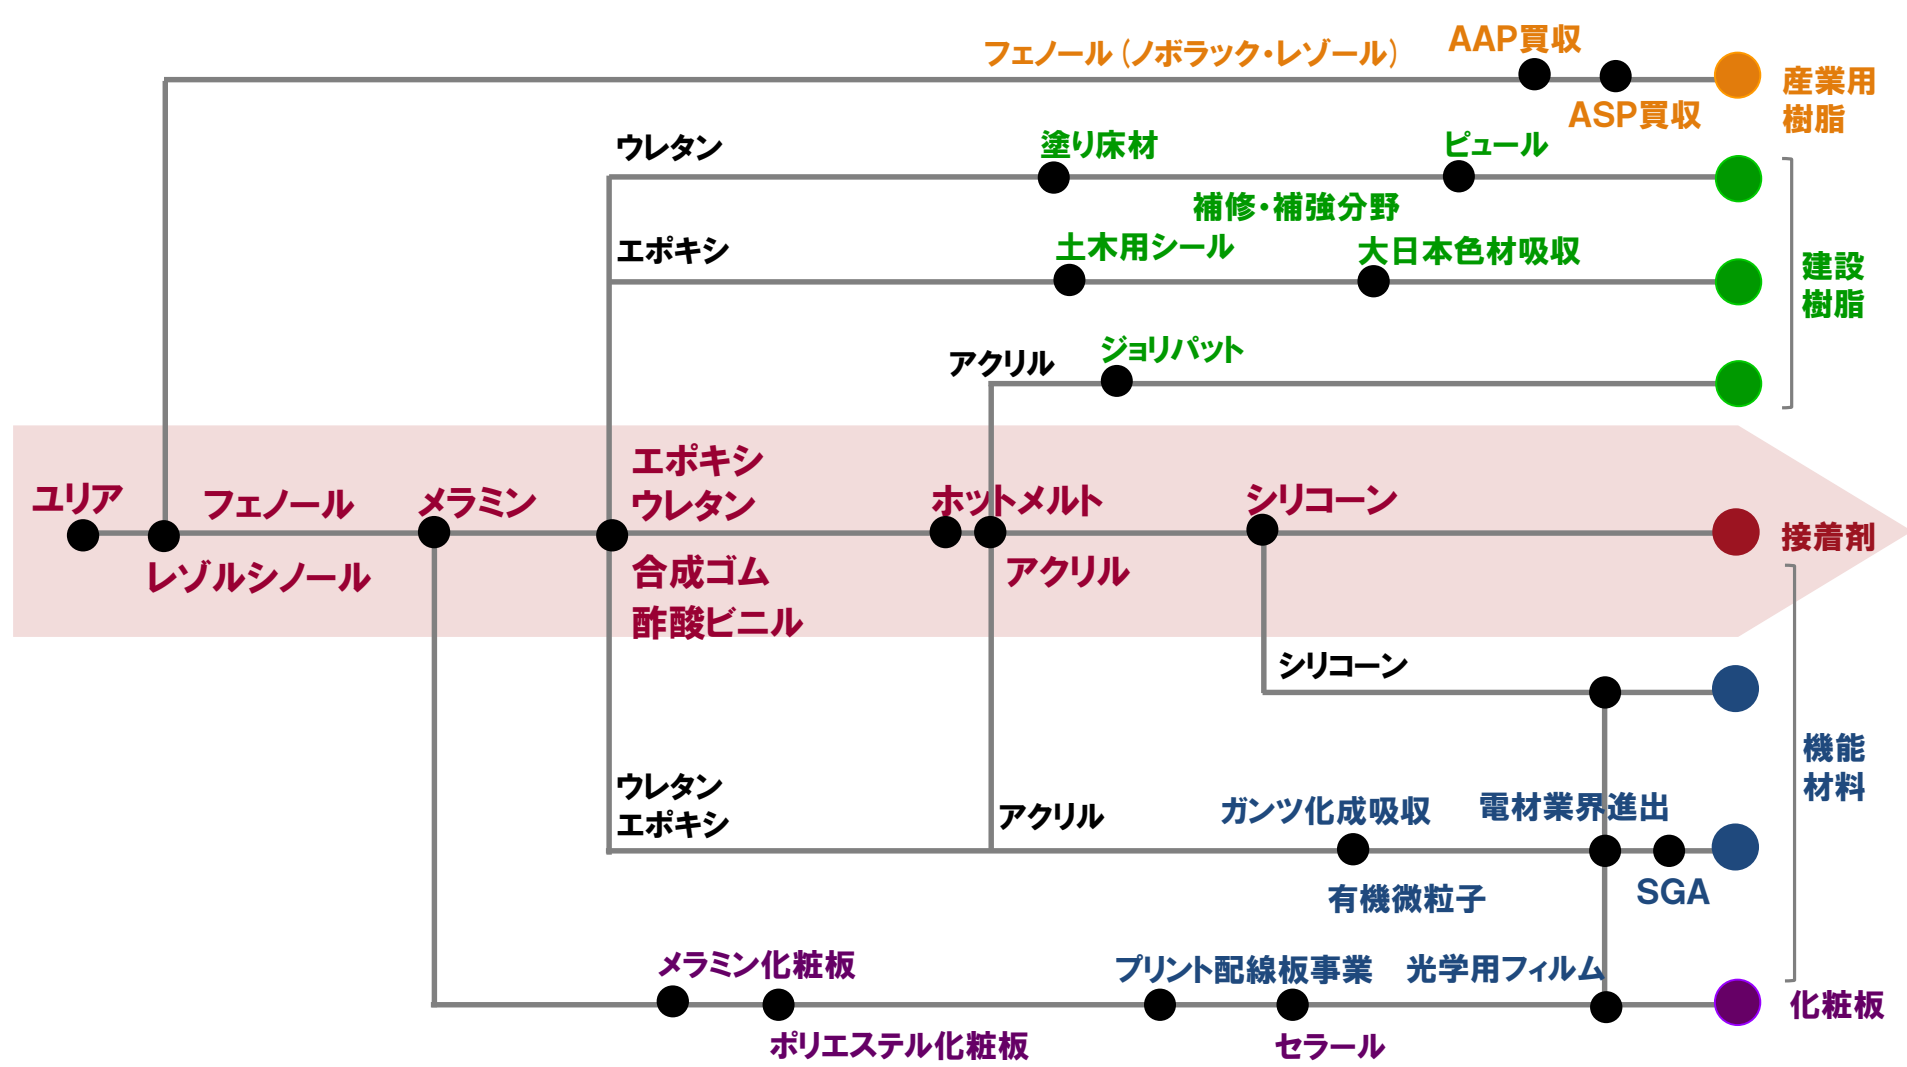 フェノール(ノボラック・レゾール)
AAP買収
ASP買収
産業用
樹脂
ウレタン
塗り床材
ピュール
補修・補強分野
エポキシ
土木用シール
大日本色材吸収
建設
樹脂
アクリル
ジョリパット
ユリア
フェノール
レゾルシノール
メラミン
エポキシ
ウレタン
合成ゴム
酢酸ビニル
ホットメルト
アクリル
シリコーン
接着剤
シリコーン
機能
材料
ウレタン
エポキシ
アクリル
ガンツ化成吸収
有機微粒子
電材業界進出
SGA
メラミン化粧板
ポリエステル化粧板
プリント配線板事業
セラール
光学用フィルム
化粧板